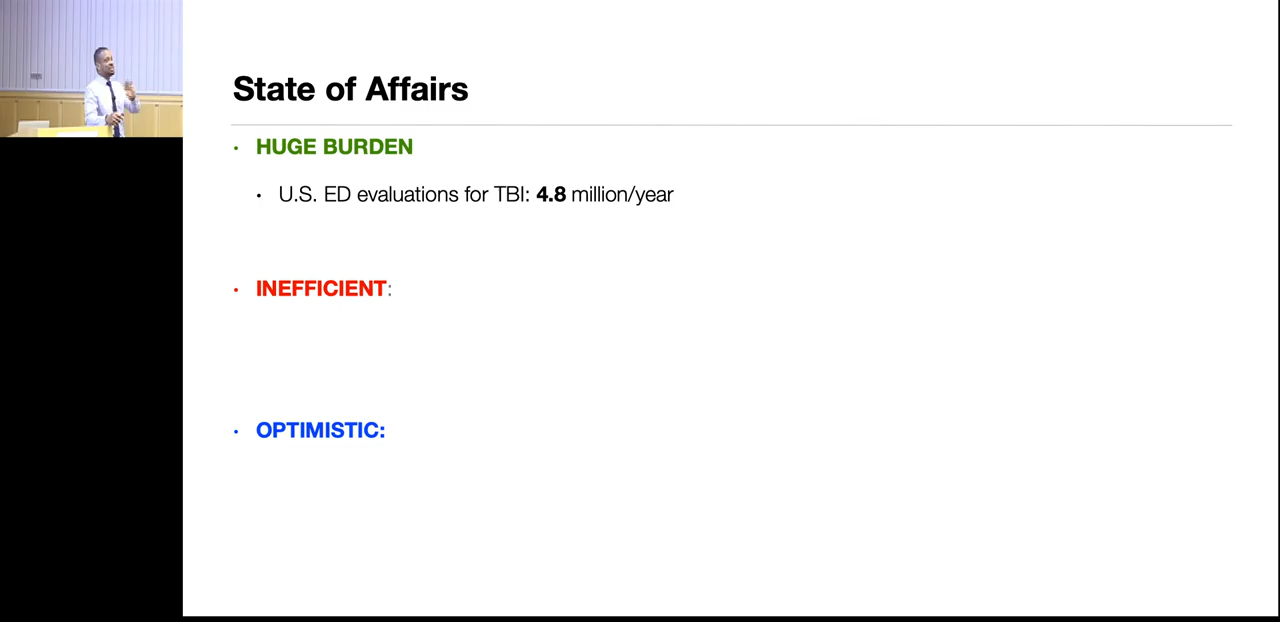 State of Affairs
• HUGE BURDEN
• U.S. ED evaluations for TBI: 4.8 million/year
• INEFFICIENT:
• OPTIMISTIC: